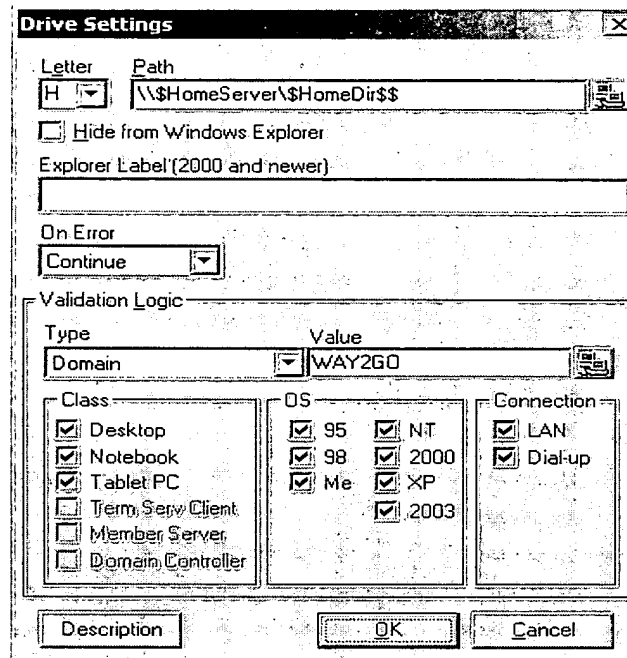 Drive Settings
Letter Path
H \\$HomeServer\$HomeDir$$
Hide from Windows Explorer
Explorer Label (2000 and newer)
On Error
Continue
Validation Logic
Type Value
Domain WAY2GO
Class OS Connection
Desktop 95 NT LAN
Notebook 98 2000 Dial-up
Tablet PC Me XP
Term Serv Client 2003
Member Server
Domain Controller
Description OK Cancel